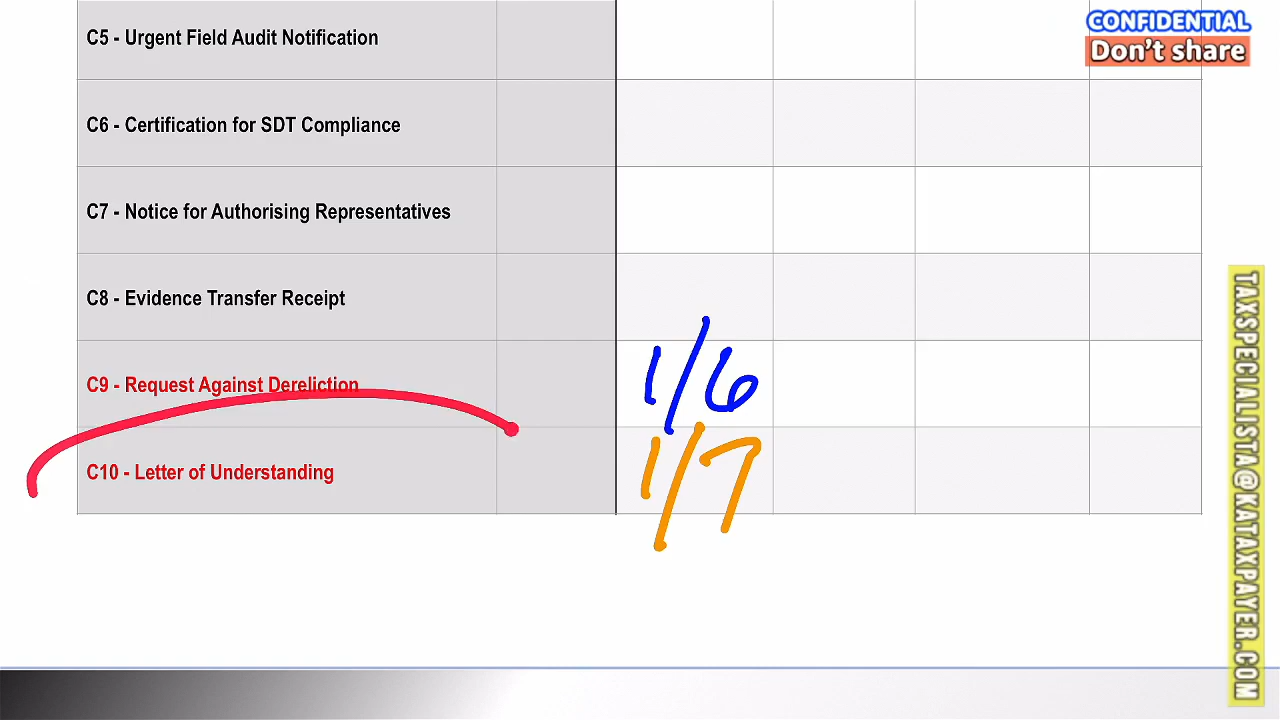 CONFIDENTIAL
Don't share
C5 - Urgent Field Audit Notification
C6 - Certification for SDT Compliance
C7 - Notice for Authorising Representatives
C8 - Evidence Transfer Receipt
C9 - Request Against Dereliction
1/6
C10 - Letter of Understanding
1/7
TAXSPECIALISTA@KATAXPAYER.COM